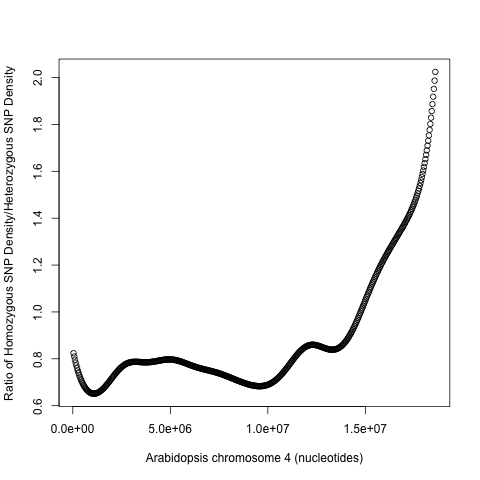 Ratio of Homozygous SNP Density/Heterozygous SNP Density
2.0
1.8
1.6
1.4
1.2
1.0
0.8
0.6
0.0e+00 5.0e+06 1.0e+07 1.5e+07
Arabidopsis chromosome 4 (nucleotides)